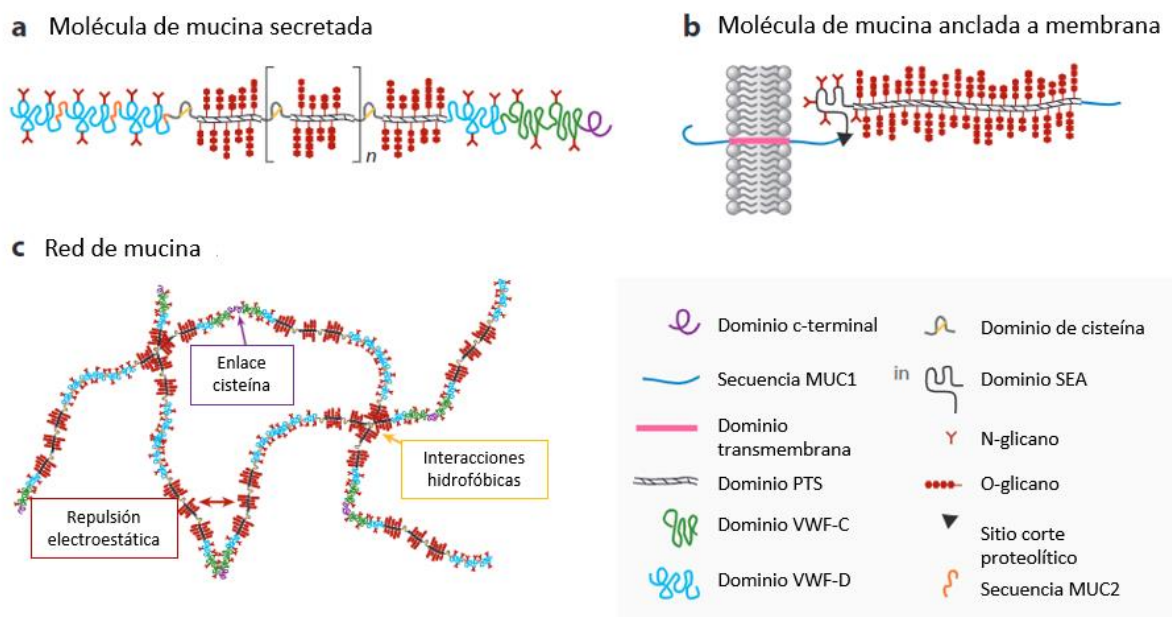 a Molécula de mucina secretada
n
b Molécula de mucina anclada a membrana
c Red de mucina
Enlace
cisteína
Interacciones
hidrofóbicas
Repulsión
electroestática
Dominio c-terminal
Secuencia MUC1
Dominio
transmembrana
Dominio PTS
Dominio VWF-C
Dominio VWF-D
Dominio de cisteína
in
Dominio SEA
N-glicano
O-glicano
Sitio corte
proteolítico
Secuencia MUC2